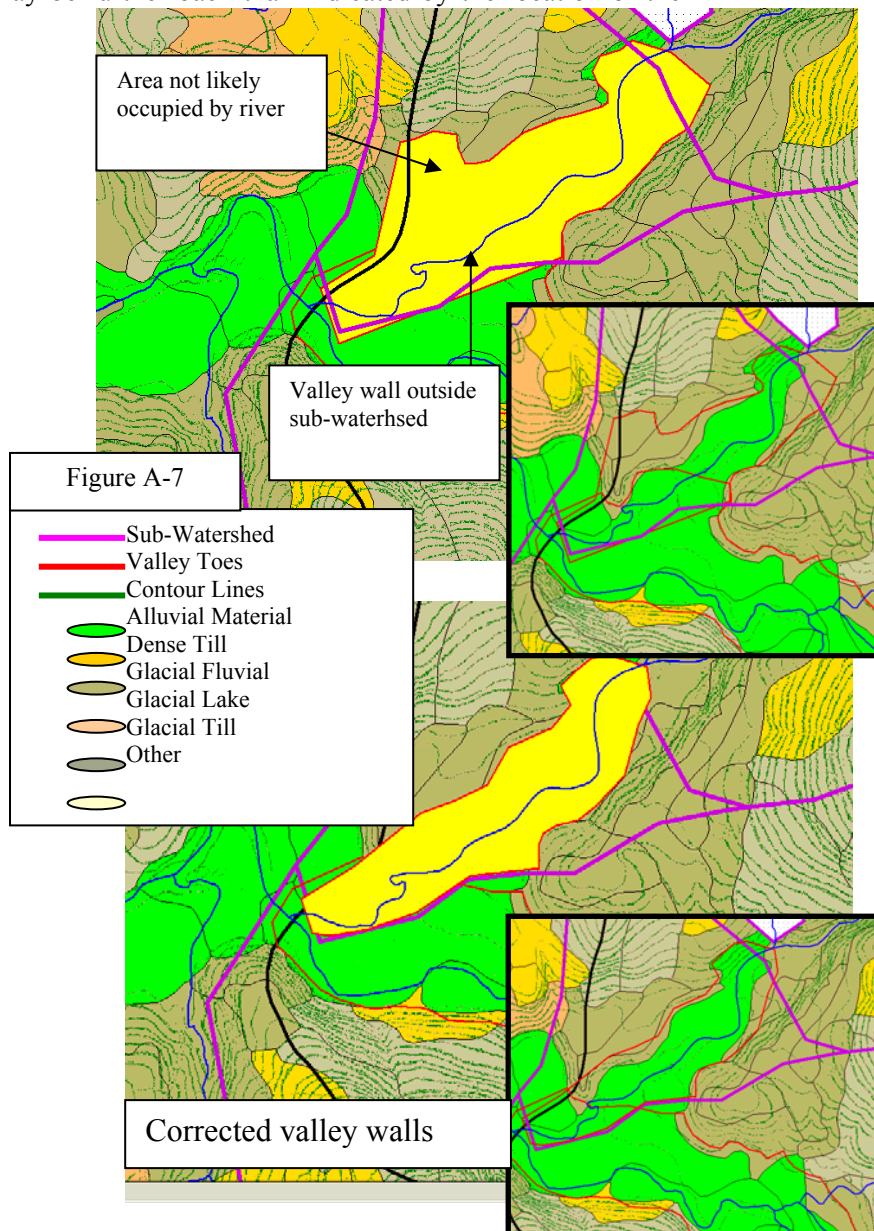 Area not likely
occupied by river
Valley wall outside
sub-waterhsed
Figure A-7
Sub-Watershed
Valley Toes
Contour Lines
Alluvial Material
Dense Till
Glacial Fluvial
Glacial Lake
Glacial Till
Other
Corrected valley walls